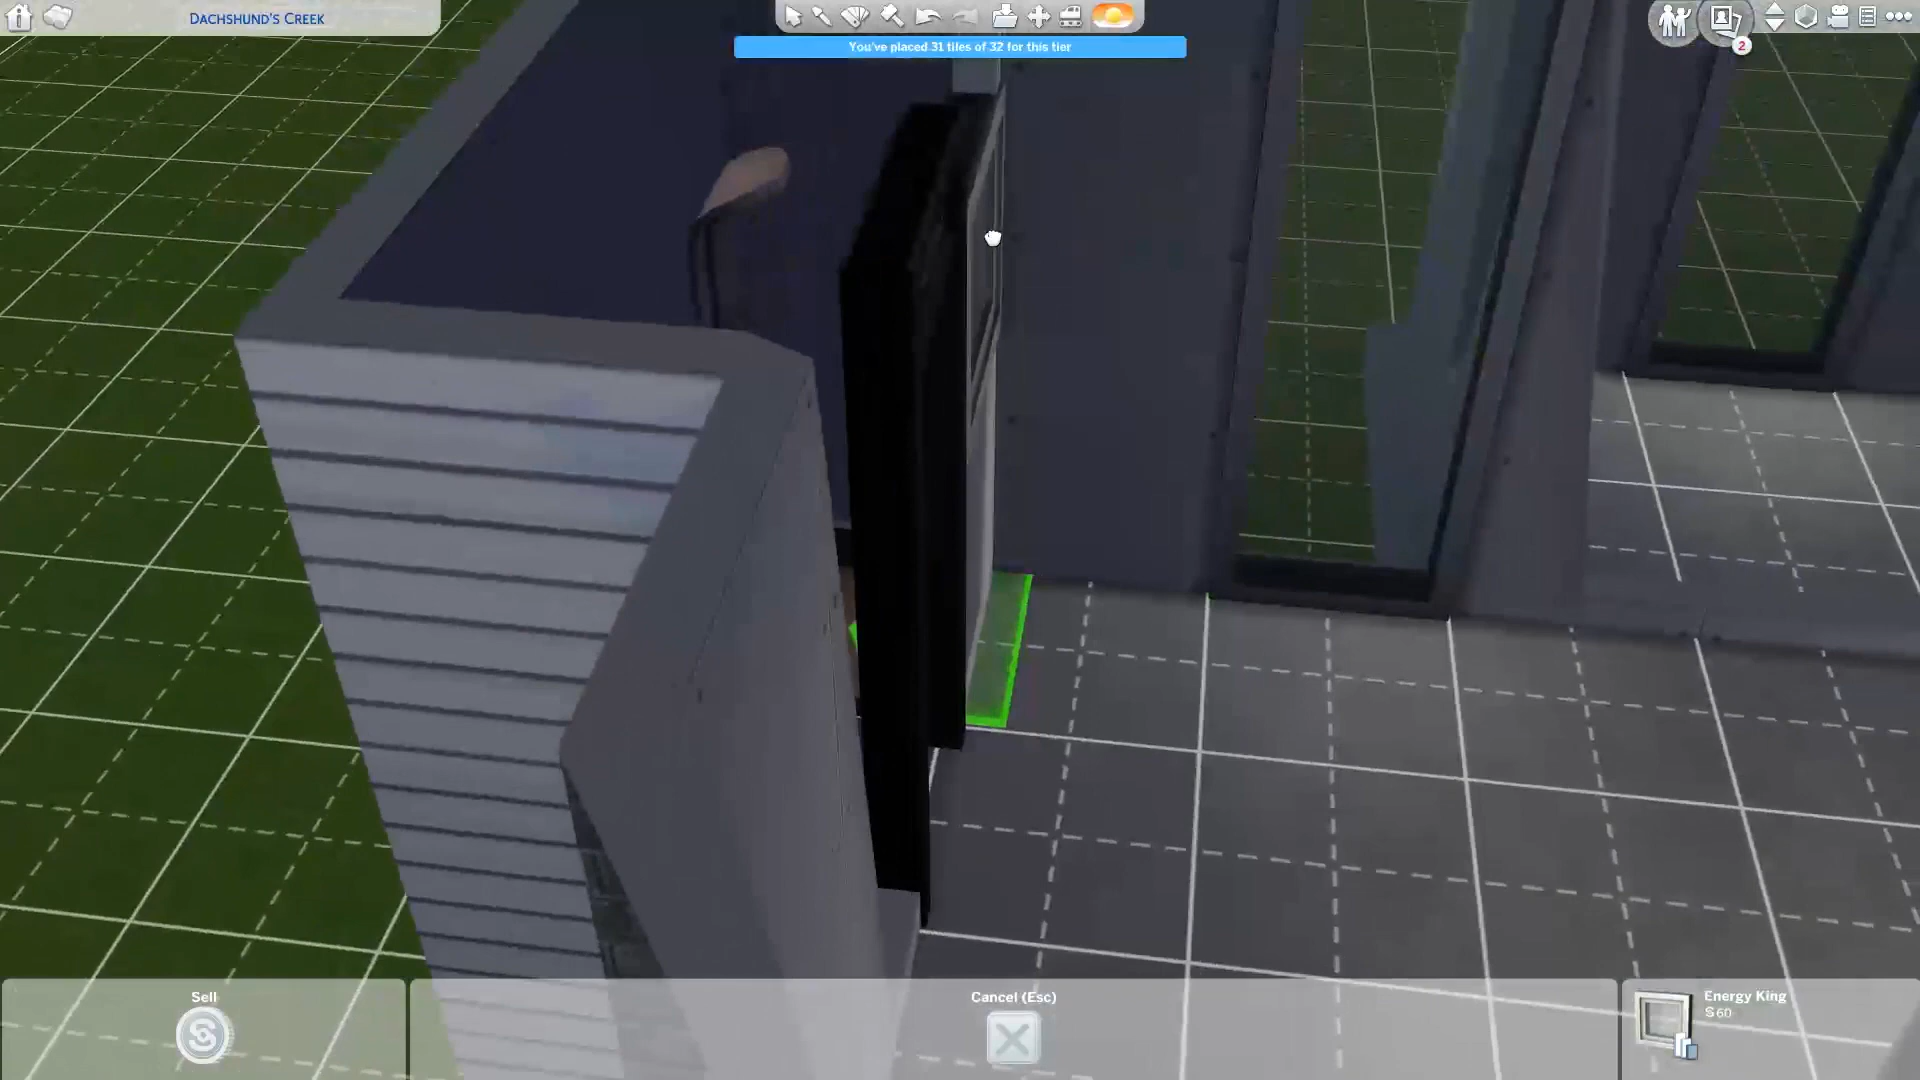 DACHSHUND'S CREEK
You've placed 31 tiles of 32 for this tier
2
Sell
Cancel (Esc)
Energy King
§60